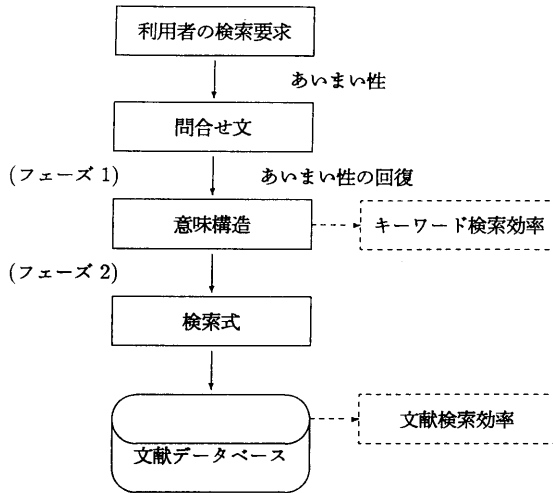 利用者の検索要求
あいまい性
問合せ文
(フェーズ 1)
あいまい性の回復
意味構造
キーワード検索効率
(フェーズ 2)
検索式
文献検索効率
文献データベース